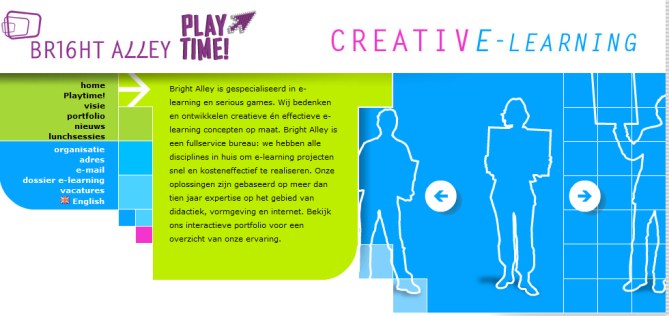 BR16HT ALLEY
PLAY
TIME!
CREATIVE-LEARNING
home
Playtime!
visie
portfolio
nieuws
lunchsessies
organisatie
adres
e-mail
dossier e-learning
vacatures
English
Bright Alley is gespecialiseerd in e-
learning en serious games. Wij bedenken
en ontwikkelen creatieve én effectieve e-
learning concepten op maat. Bright Alley is
een fullservice bureau: we hebben alle
disciplines in huis om e-learning projecten
snel en kosteneffectief te realiseren. Onze
oplossingen zijn gebaseerd op meer dan
tien jaar expertise op het gebied van
didactiek, vormgeving en internet. Bekijk
ons interactieve portfolio voor een
overzicht van onze ervaring.